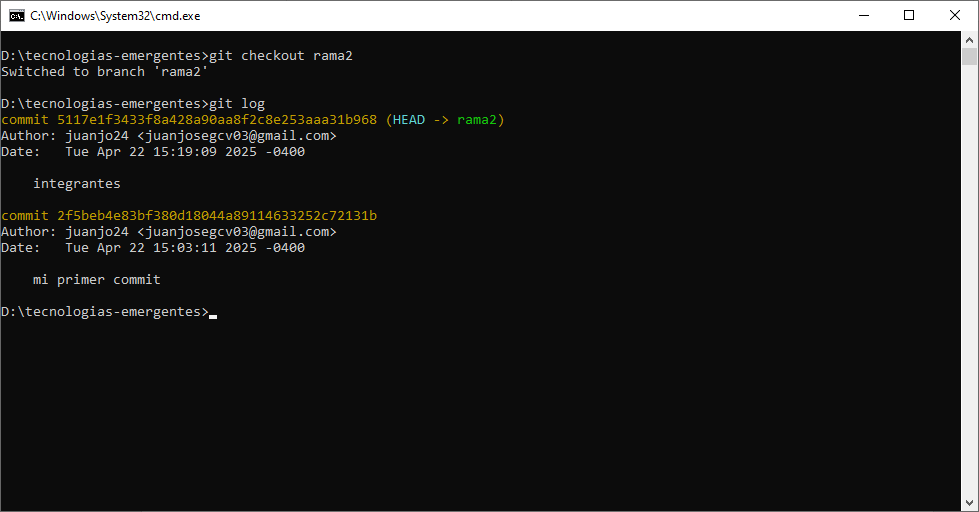 C:\Windows\System32\cmd.exe
D:\tecnologias-emergentes>git checkout rama2
Switched to branch 'rama2'
D:\tecnologias-emergentes>git log
commit 5117e1f3433f8a428a90aa8f2c8e253aaa31b968 (HEAD -> rama2)
Author: juanjo24 <juanjosegcv03@gmail.com>
Date:   Tue Apr 22 15:19:09 2025 -0400
    integrantes
commit 2f5beb4e83bf380d18044a89114633252c72131b
Author: juanjo24 <juanjosegcv03@gmail.com>
Date:   Tue Apr 22 15:03:11 2025 -0400
    mi primer commit
D:\tecnologias-emergentes>